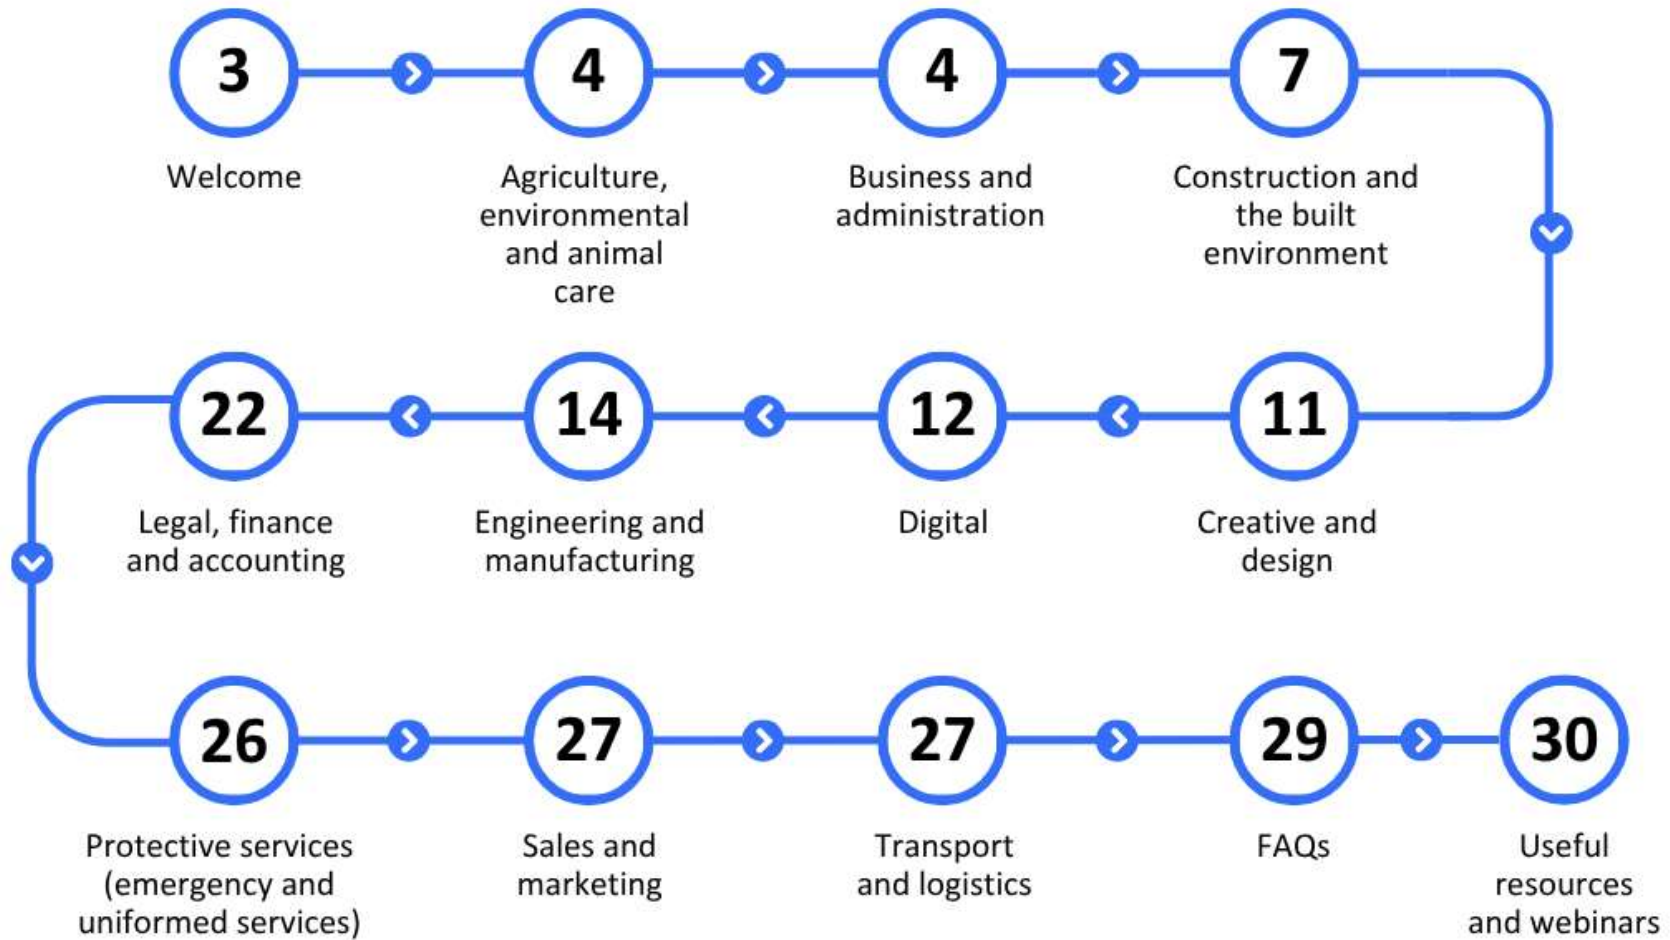 3
Welcome
4
Agriculture,
environmental
and animal
care
4
Business and
administration
7
Construction and
the built
environment
11
Creative and
design
12
Digital
14
Engineering and
manufacturing
22
Legal, finance
and accounting
26
Protective services
(emergency and
uniformed services)
27
Sales and
marketing
27
Transport
and logistics
29
FAQs
30
Useful
resources
and webinars